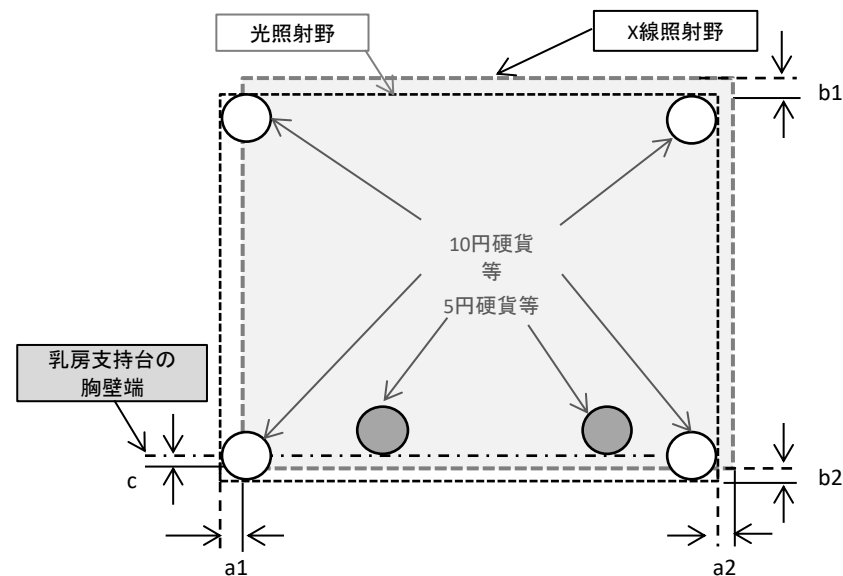 光照射野
X線照射野
b1
10円硬貨
等
5円硬貨等
乳房支持台の
胸壁端
c
b2
a1
a2